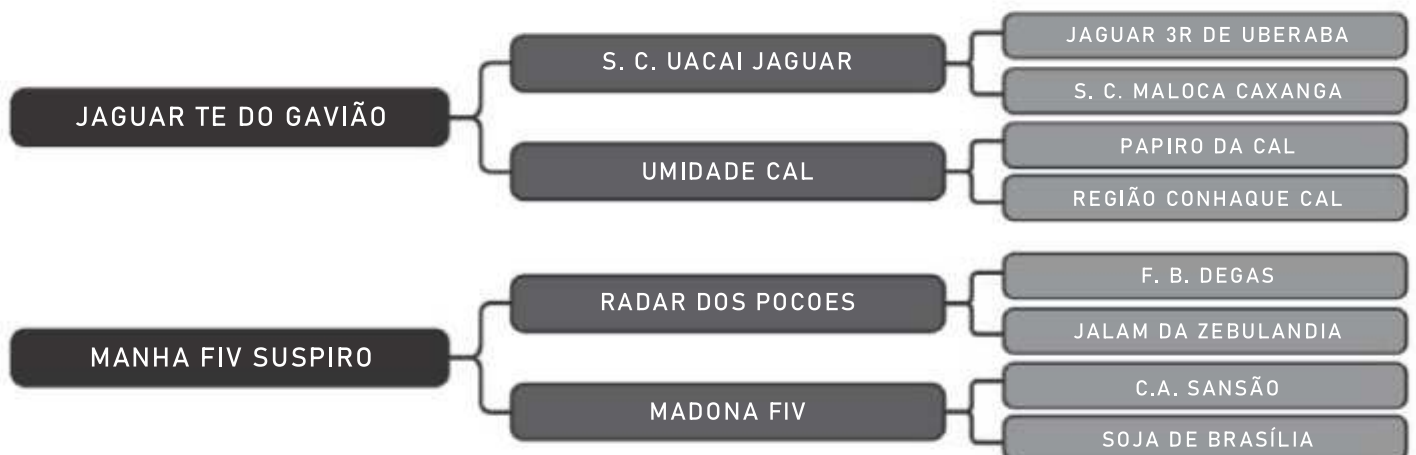 JAGUAR TE DO GAVIÃO
S. C. UACAI JAGUAR
JAGUAR 3R DE UBERABA
S. C. MALOCA CAXANGA
UMIDADE CAL
PAPIRO DA CAL
REGIÃO CONHAQUE CAL
MANHA FIV SUSPIRO
RADAR DOS POCOES
F. B. DEGAS
JALAM DA ZEBULANDIA
MADONA FIV
C.A. SANSÃO
SOJA DE BRASÍLIA